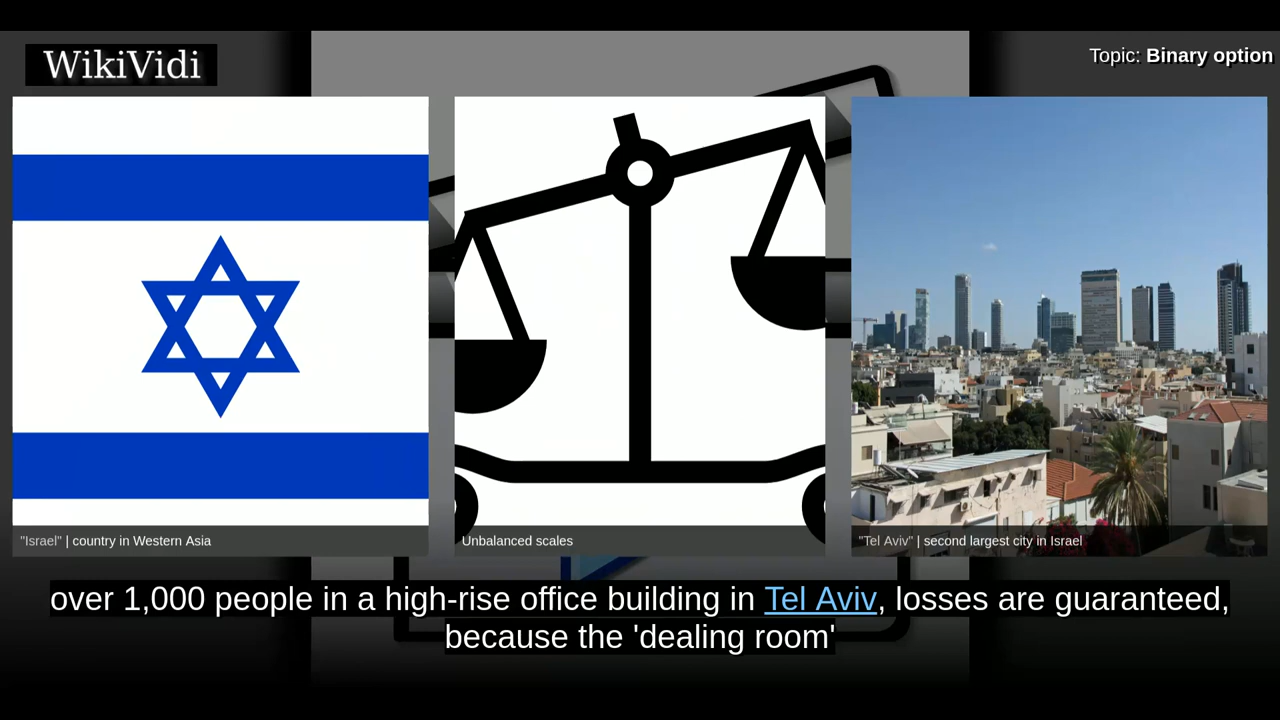 WikiVidi
Topic: Binary option
"Israel" | country in Western Asia
Unbalanced scales
"Tel Aviv" | second largest city in Israel
over 1,000 people in a high-rise office building in Tel Aviv, losses are guaranteed,
because the 'dealing room'